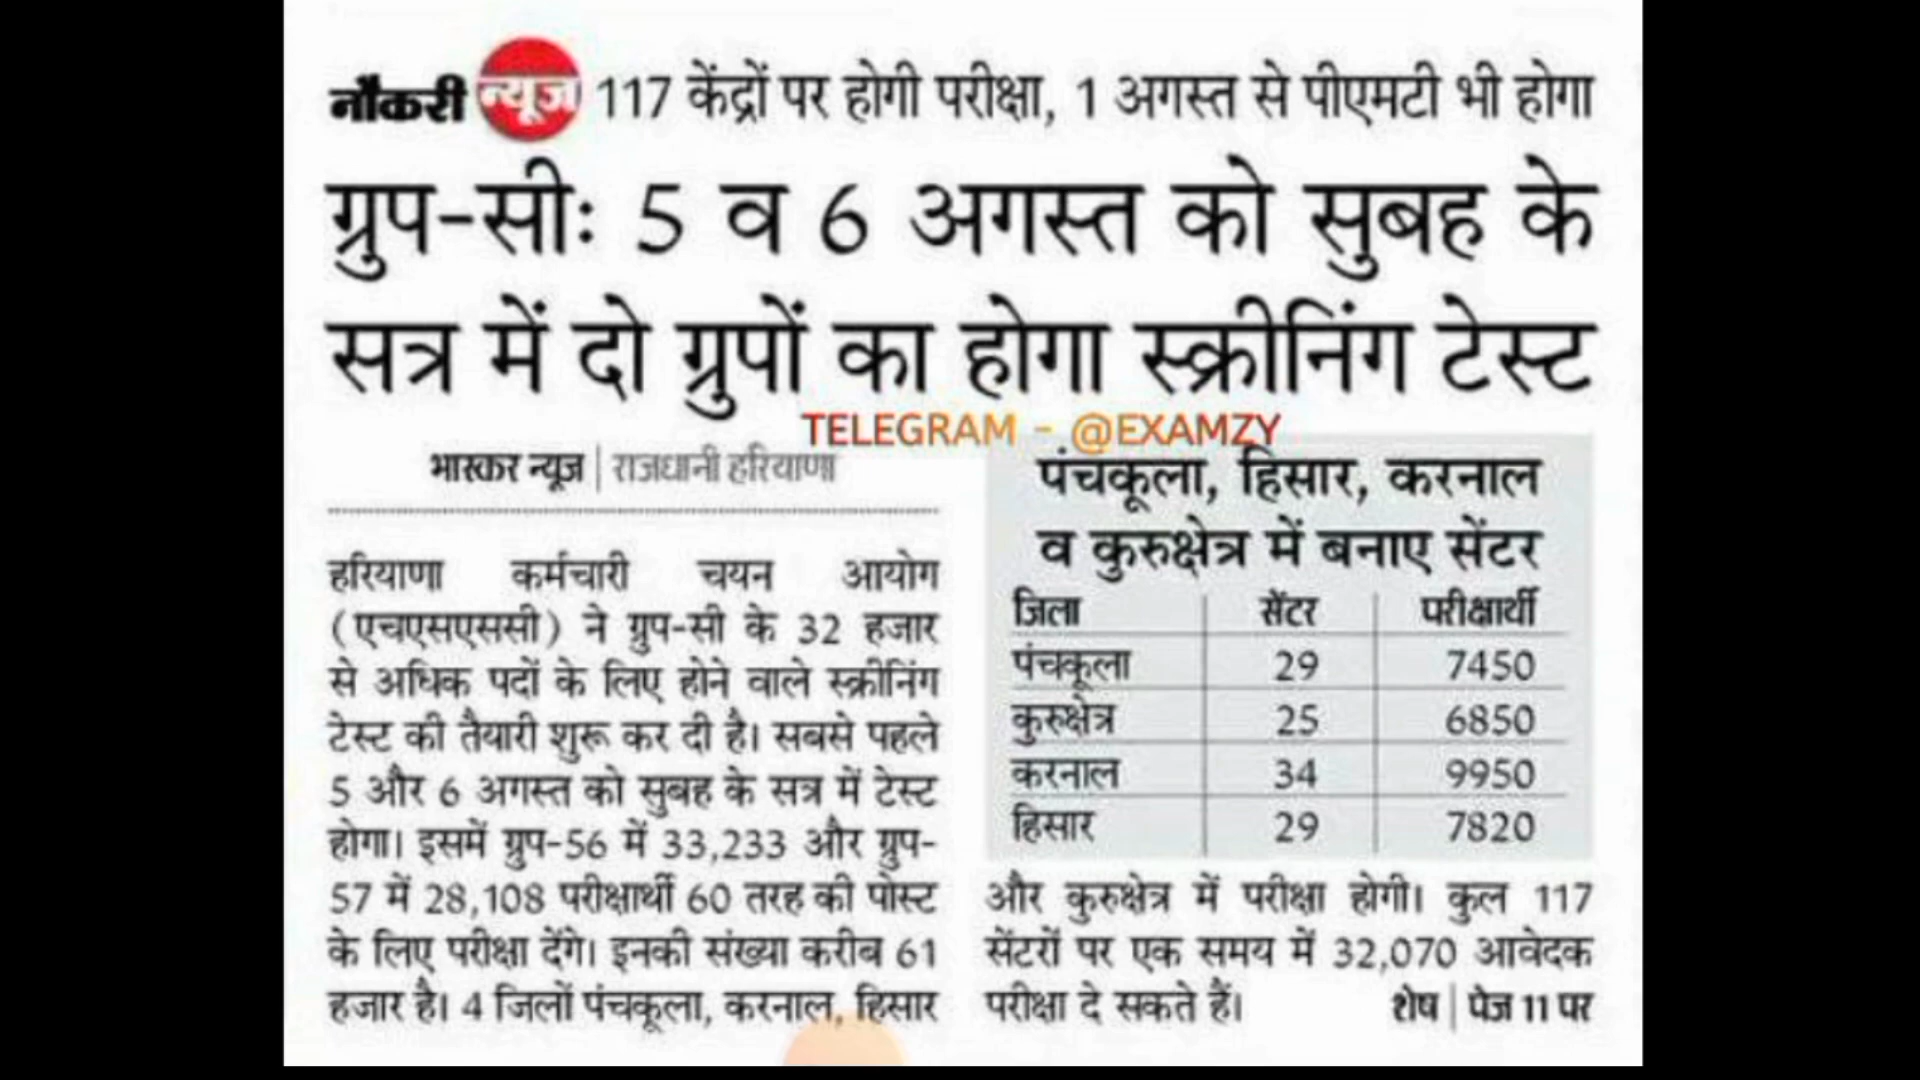 नौकरी न्यूज 117 केंद्रों पर होगी परीक्षा, 1 अगस्त से पीएमटी भी होगा
ग्रुप-सीः 5 व 6 अगस्त को सुबह के
सत्र में दो ग्रुपों का होगा स्क्रीनिंग टेस्ट
TELEGRAM - @EXAMZY
भास्कर न्यूज | राजधानी हरियाणा
हरियाणा कर्मचारी चयन आयोग
(एचएसएससी) ने ग्रुप-सी के 32 हजार
से अधिक पदों के लिए होने वाले स्क्रीनिंग
टेस्ट की तैयारी शुरू कर दी है। सबसे पहले
5 और 6 अगस्त को सुबह के सत्र में टेस्ट
होगा। इसमें ग्रुप-56 में 33,233 और ग्रुप-
57 में 28,108 परीक्षार्थी 60 तरह की पोस्ट
के लिए परीक्षा देंगे। इनकी संख्या करीब 61
हजार है। 4 जिलों पंचकूला, करनाल, हिसार
पंचकूला, हिसार, करनाल
व कुरुक्षेत्र में बनाए सेंटर
जिला सेंटर परीक्षार्थी
पंचकूला 29 7450
कुरुक्षेत्र 25 6850
करनाल 34 9950
हिसार 29 7820
और कुरुक्षेत्र में परीक्षा होगी। कुल 117
सेंटरों पर एक समय में 32,070 आवेदक
परीक्षा दे सकते हैं। शेष | पेज 11 पर